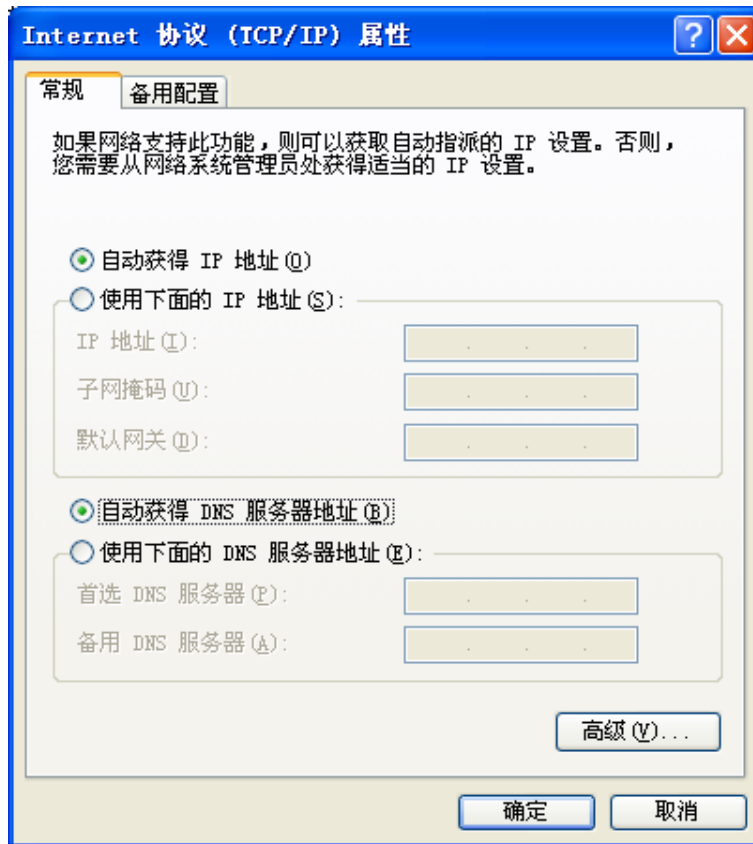 Internet 协议 (TCP/IP) 属性
常规
备用配置
如果网络支持此功能，则可以获取自动指派的 IP 设置。否则，
您需要从网络系统管理员处获得适当的 IP 设置。
自动获得 IP 地址(O)
使用下面的 IP 地址(S):
IP 地址(I):
子网掩码(U):
默认网关(D):
自动获得 DNS 服务器地址(B)
使用下面的 DNS 服务器地址(E):
首选 DNS 服务器(P):
备用 DNS 服务器(A):
高级(V)...
确定
取消